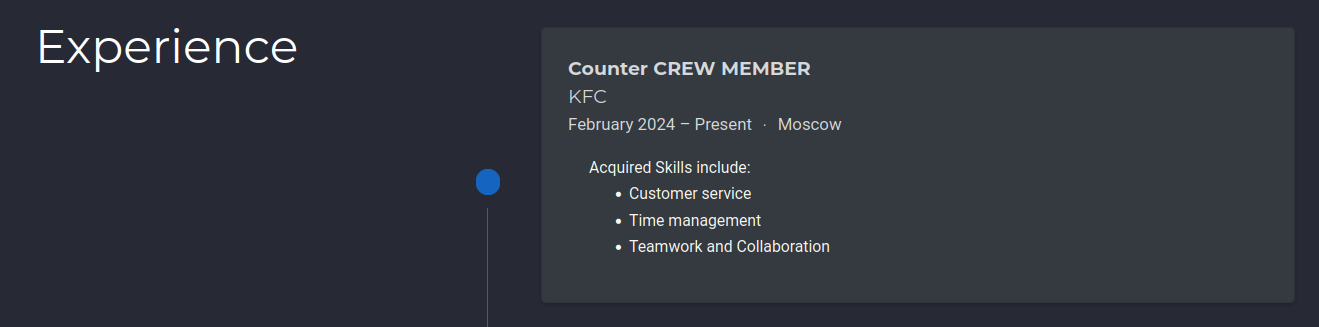 Experience
Counter CREW MEMBER
KFC
February 2024 – Present · Moscow
Acquired Skills include:
• Customer service
• Time management
• Teamwork and Collaboration